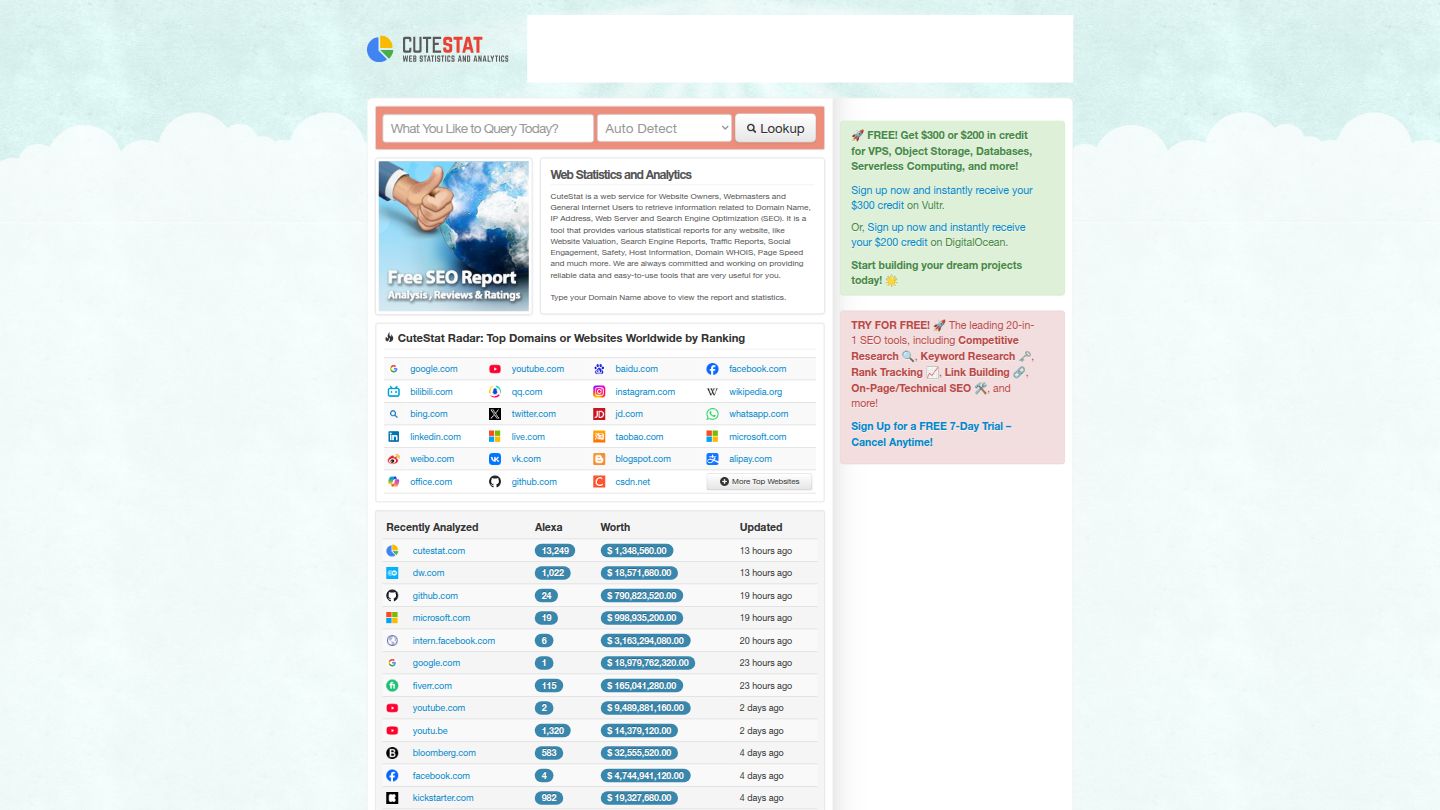 CUTESTAT
WEB STATISTICS AND ANALYTICS
What You Like to Query Today?
Auto Detect
Lookup
Free SEO Report
Analysis , Reviews & Ratings
Web Statistics and Analytics
CuteStat is a web service for Website Owners, Webmasters and
General Internet Users to retrieve information related to Domain Name,
IP Address, Web Server and Search Engine Optimization (SEO). It is a
tool that provides various statistical reports for any website, like
Website Valuation, Search Engine Reports, Traffic Reports, Social
Engagement, Safety, Host Information, Domain WHOIS, Page Speed
and much more. We are always committed and working on providing
reliable data and easy-to-use tools that are very useful for you.
Type your Domain Name above to view the report and statistics.
CuteStat Radar: Top Domains or Websites Worldwide by Ranking
google.com youtube.com baidu.com facebook.com
bilibili.com qq.com instagram.com wikipedia.org
bing.com twitter.com jd.com whatsapp.com
linkedin.com live.com taobao.com microsoft.com
weibo.com vk.com blogspot.com alipay.com
office.com github.com csdn.net More Top Websites
Recently Analyzed Alexa Worth Updated
cutestat.com 13,249 $ 1,348,560.00 13 hours ago
dw.com 1,022 $ 18,571,680.00 13 hours ago
github.com 24 $ 790,823,520.00 19 hours ago
microsoft.com 19 $ 998,935,200.00 19 hours ago
intern.facebook.com 6 $ 3,163,294,080.00 20 hours ago
google.com 1 $ 18,979,762,320.00 23 hours ago
fiverr.com 115 $ 165,041,280.00 23 hours ago
youtube.com 2 $ 9,489,881,160.00 2 days ago
youtu.be 1,320 $ 14,379,120.00 2 days ago
bloomberg.com 583 $ 32,555,520.00 4 days ago
facebook.com 4 $ 4,744,941,120.00 4 days ago
kickstarter.com 982 $ 19,327,680.00 4 days ago
🚀 FREE! Get $300 or $200 in credit
for VPS, Object Storage, Databases,
Serverless Computing, and more!
Sign up now and instantly receive your
$300 credit on Vultr.
Or, Sign up now and instantly receive
your $200 credit on DigitalOcean.
Start building your dream projects
today! 🌟
TRY FOR FREE! 🚀 The leading 20-in-
1 SEO tools, including Competitive
Research 🔍, Keyword Research 🗝️,
Rank Tracking 📈, Link Building 🔗,
On-Page/Technical SEO 🛠️, and
more!
Sign Up for a FREE 7-Day Trial –
Cancel Anytime!